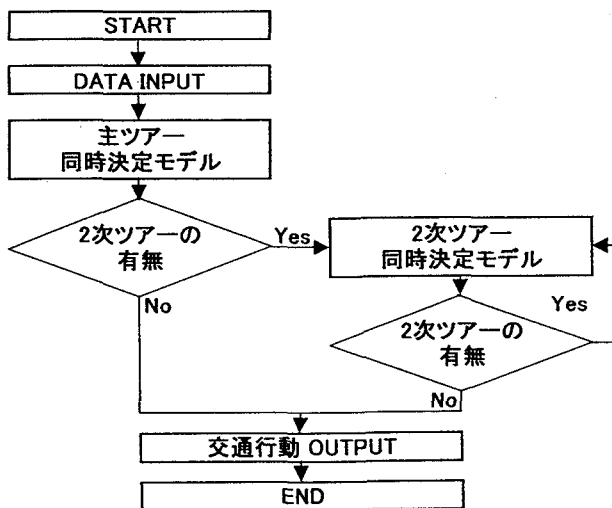 START
DATA INPUT
主ツアー
同時決定モデル
2次ツアーの
有無
Yes
No
2次ツアー
同時決定モデル
2次ツアーの
有無
Yes
No
交通行動 OUTPUT
END